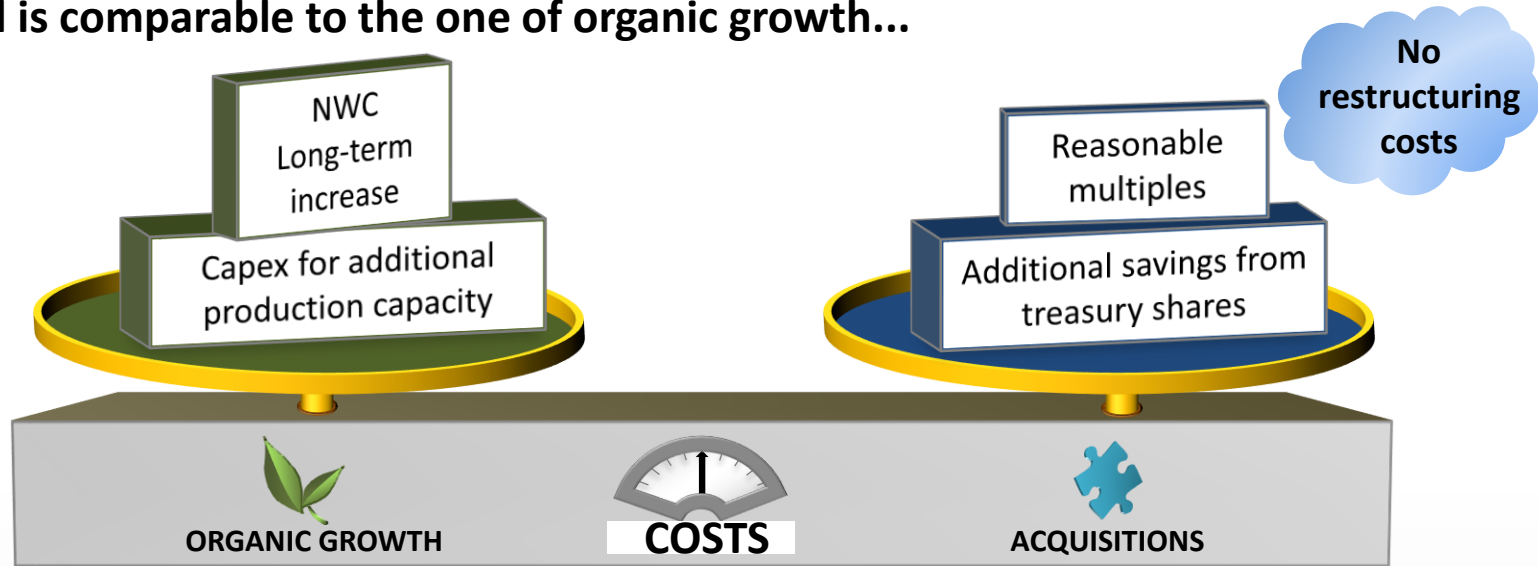 l is comparable to the one of organic growth...
No
restructuring
costs
NWC
Long-term
increase
Capex for additional
production capacity
Reasonable
multiples
Additional savings from
treasury shares
ORGANIC GROWTH
COSTS
ACQUISITIONS